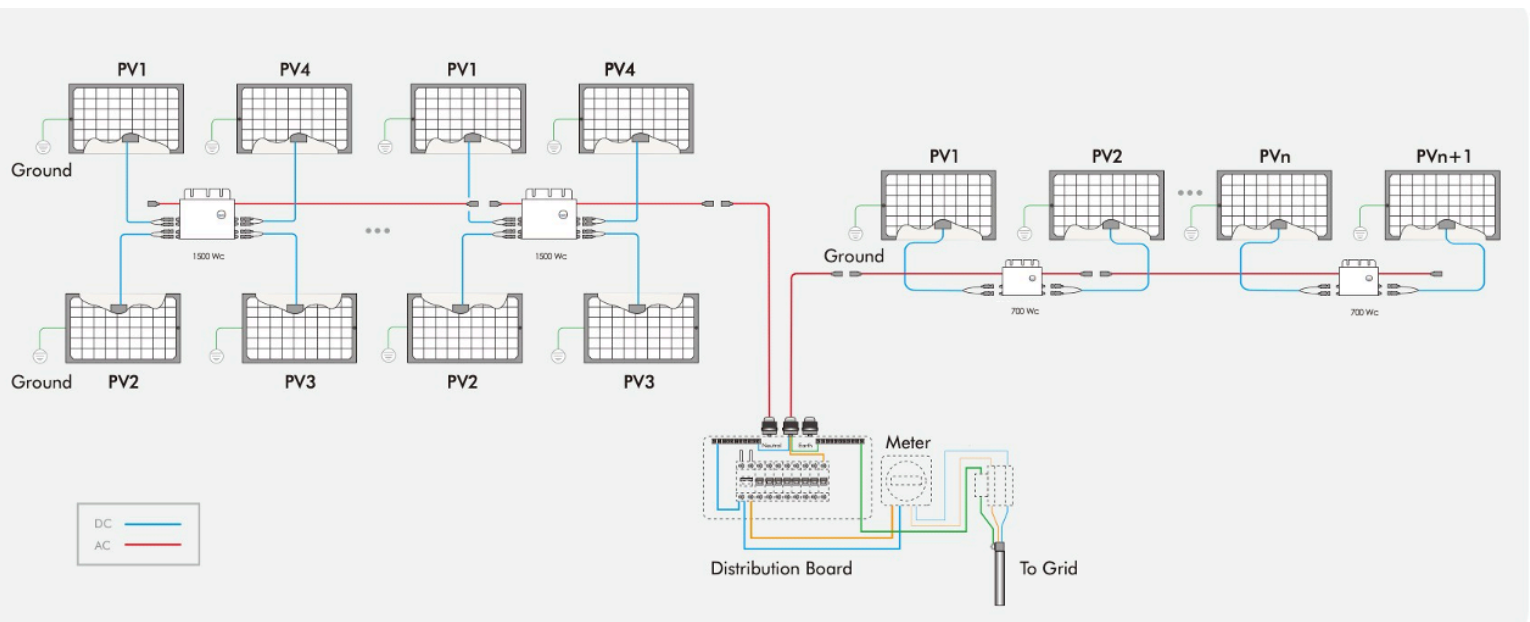 PV1 PV4 PV1 PV4
PV1 PV2 PVn PVn+1
Ground
Ground
1500 Wc 1500 Wc
700 Wc 700 Wc
Ground PV2 PV3 PV2 PV3
Neutral Earth
Meter
DC
AC
Distribution Board To Grid